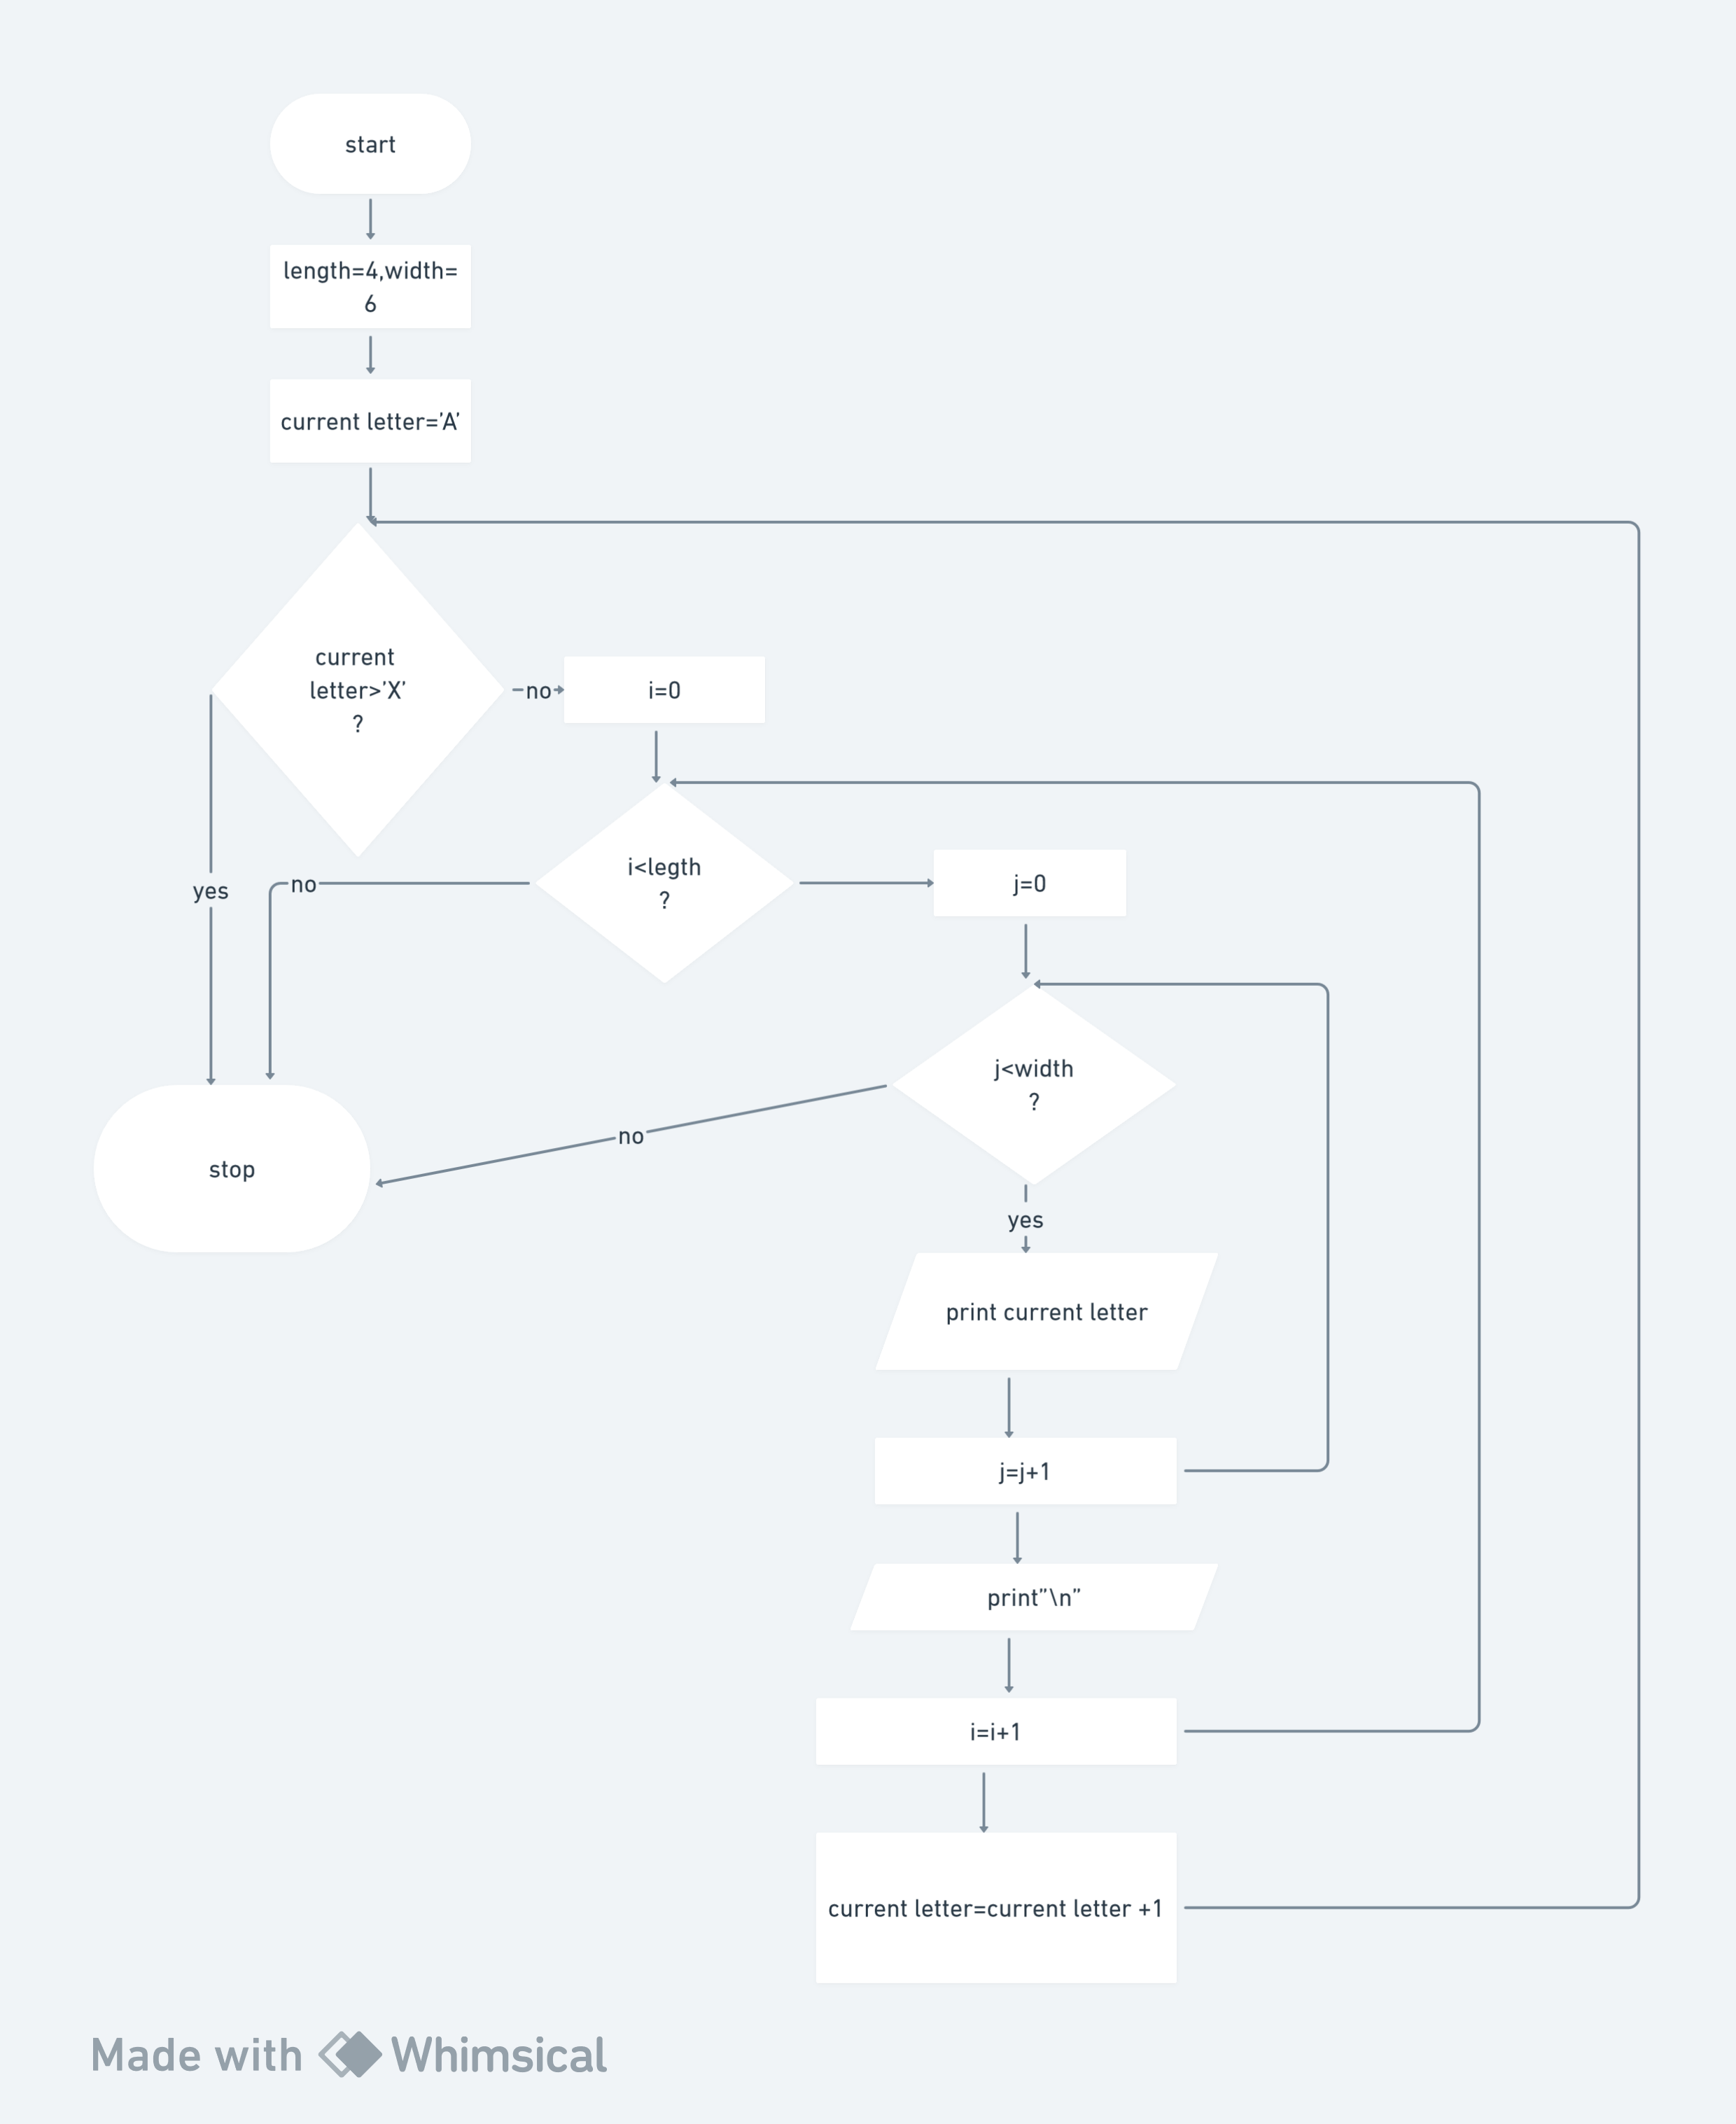 start
length=4,width=
6
current letter='A'
current
letter>'X'
?
no
i=0
yes
no
i<legth
?
j=0
j<width
?
no
stop
yes
print current letter
j=j+1
print"\n"
i=i+1
current letter=current letter +1
Made with Whimsical